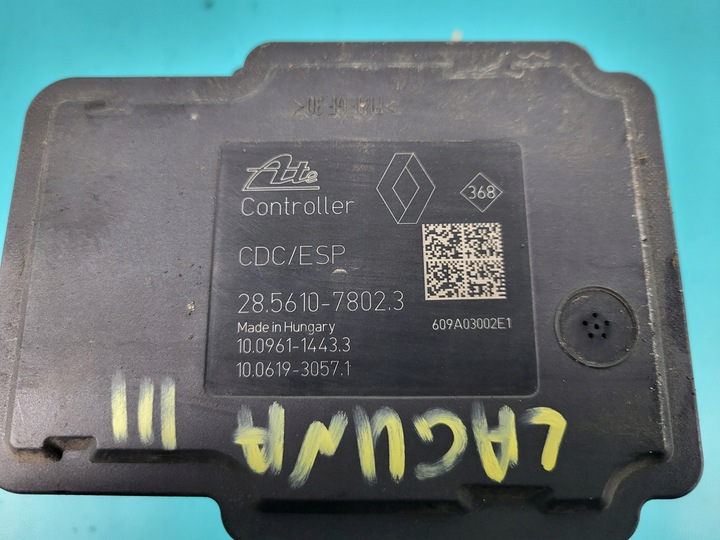 Ate
368
Controller
CDC/ESP
28.5610-7802.3
Made in Hungary
609A03002E1
10.0961-1443.3
10.0619-3057.1
LAGUNA III